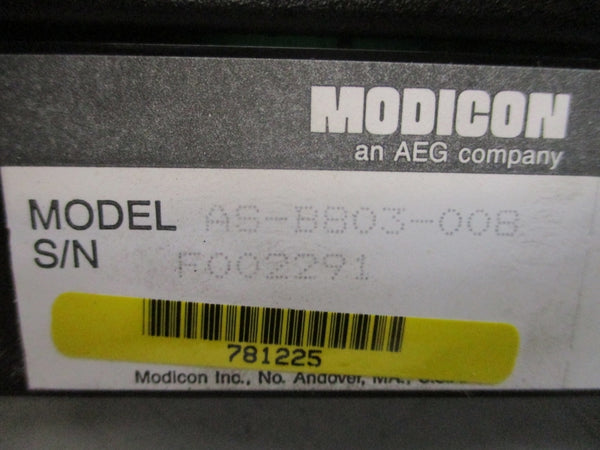 MODICON
an AEG company
MODEL AS-B803-008
S/N F002291
781225
Modicon Inc., No. Andover, MA.,